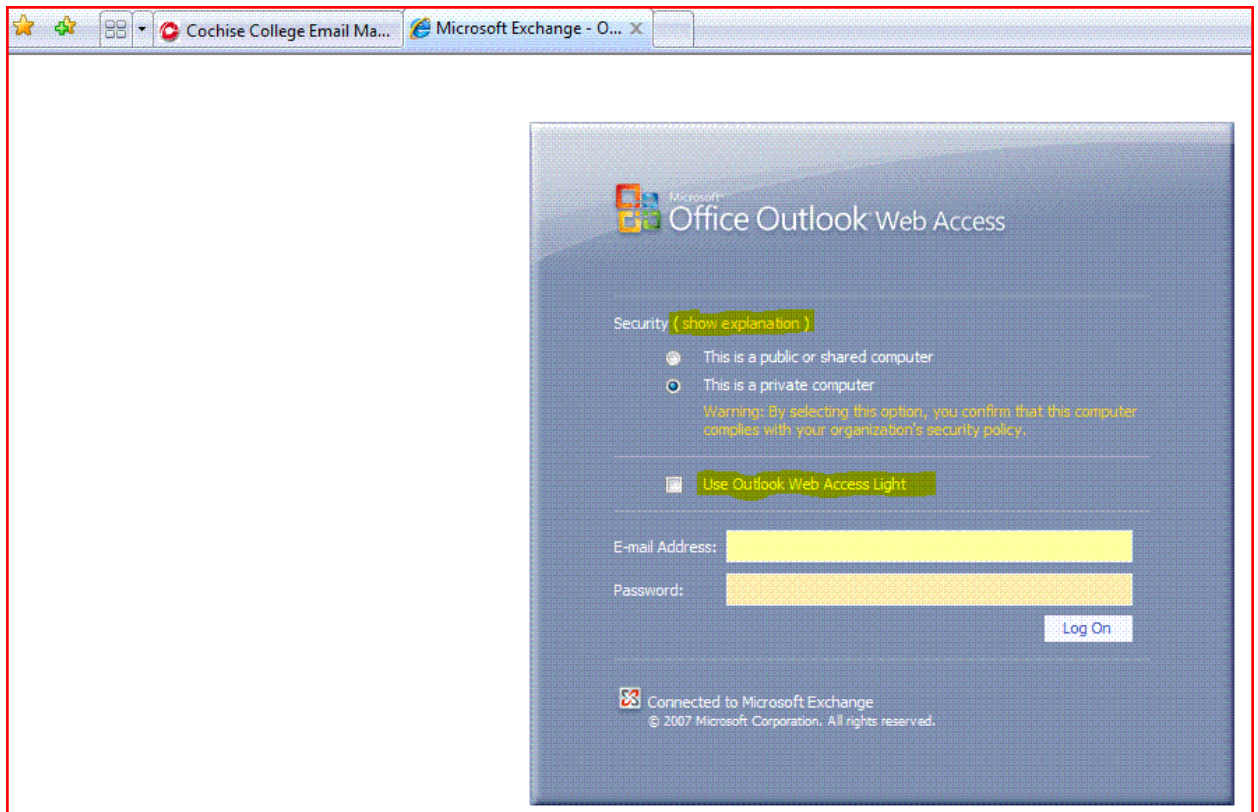 Cochise College Email Ma... Microsoft Exchange - O...
Microsoft
Office Outlook Web Access
Security ( show explanation )
This is a public or shared computer
This is a private computer
Warning: By selecting this option, you confirm that this computer
complies with your organization's security policy.
Use Outlook Web Access Light
E-mail Address:
Password:
Log On
Connected to Microsoft Exchange
© 2007 Microsoft Corporation. All rights reserved.